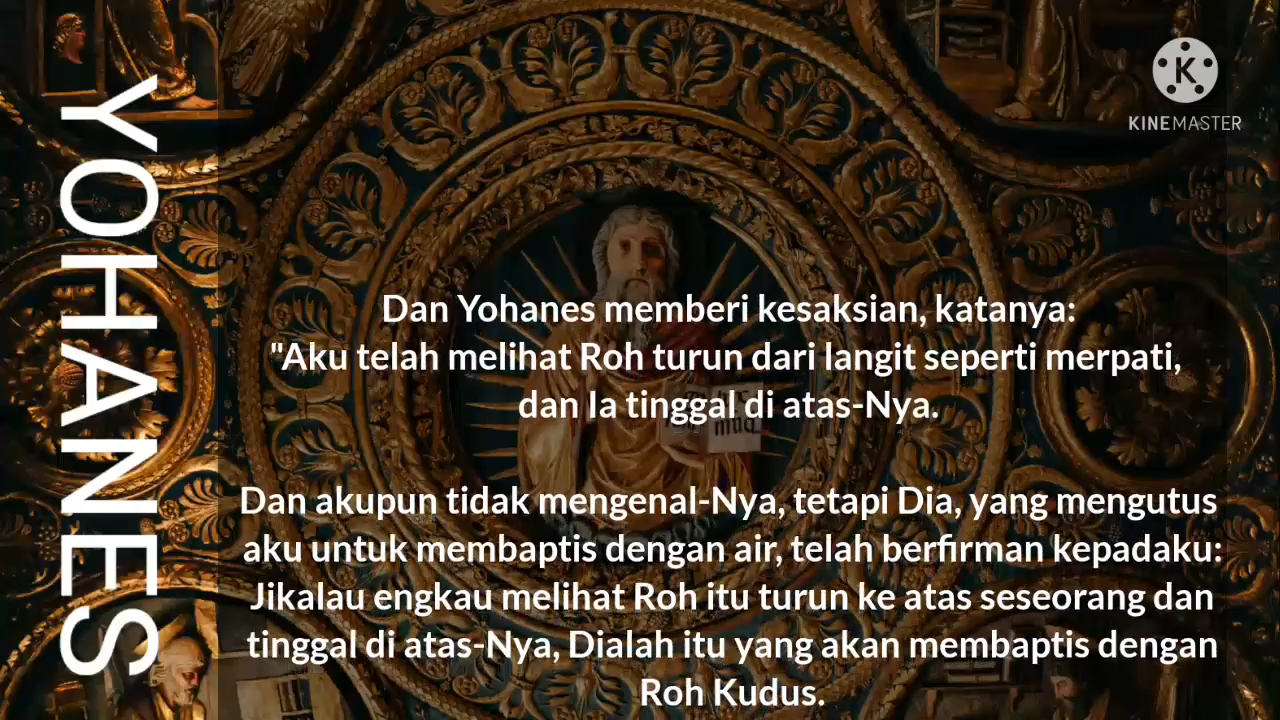 YOHANES
K
KINEMASTER
Dan Yohanes memberi kesaksian, katanya:
"Aku telah melihat Roh turun dari langit seperti merpati,
dan Ia tinggal di atas-Nya.
Dan akupun tidak mengenal-Nya, tetapi Dia, yang mengutus
aku untuk membaptis dengan air, telah berfirman kepadaku:
Jikalau engkau melihat Roh itu turun ke atas seseorang dan
tinggal di atas-Nya, Dialah itu yang akan membaptis dengan
Roh Kudus.